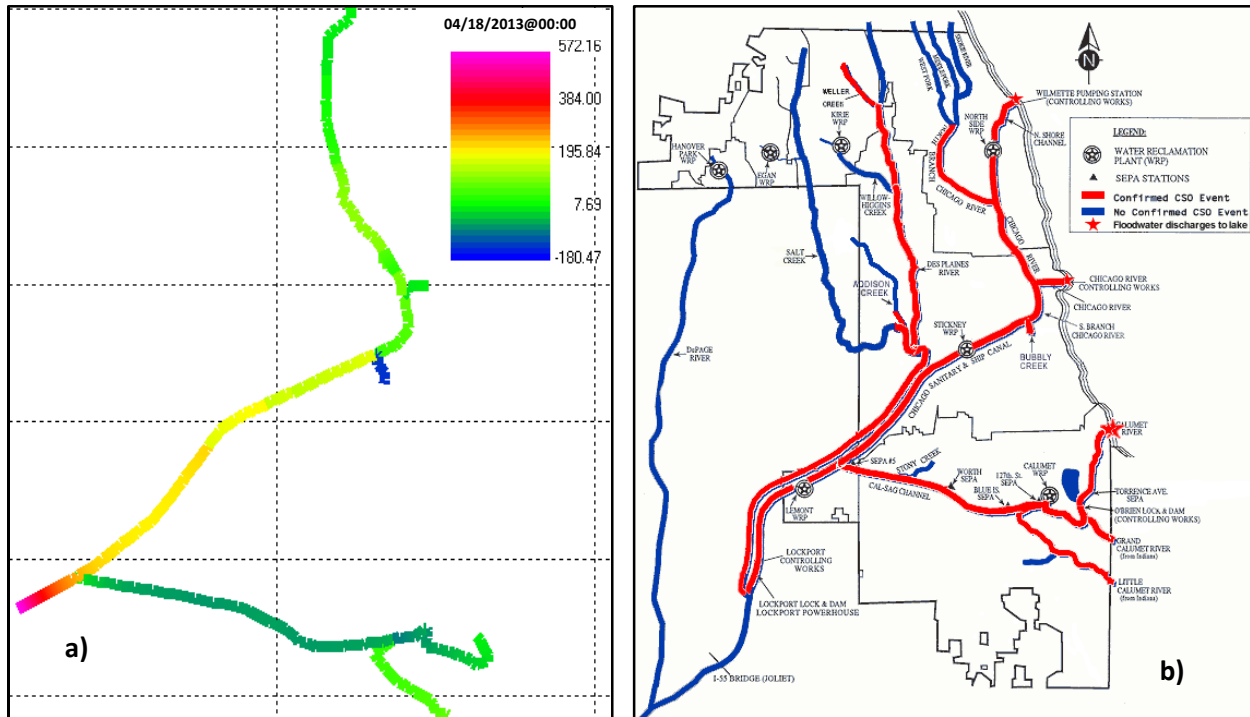 04/18/2013@00:00
572.16
384.00
195.84
7.69
-180.47
a)
WELLER
CREEK
KIRIE
WRP
HANOVER
PARK
WRP
EGAN WRP
WILLOW-
HIGGINS
CREEK
WEST FORK
MIDDLE FORK
NORTH
SIDE
WRP
WILMETTE PUMPING STATION
(CONTROLLING WORKS)
N. SHORE
CHANNEL
NORTH
BRANCH
CHICAGO RIVER
N
LEGEND:
WATER RECLAMATION
PLANT (WRP)
SEPA STATIONS
Confirmed CSO Event
No Confirmed CSO Event
Floodwater discharges to lake
SALT
CREEK
ADDISON
CREEK
DES PLAINES
RIVER
CHICAGO
RIVER
CHICAGO RIVER
CONTROLLING WORKS
CHICAGO RIVER
S. BRANCH
CHICAGO RIVER
STICKNEY
WRP
BUBBLY
CREEK
DuPAGE
RIVER
CHICAGO SANITARY & SHIP CANAL
CALUMET
RIVER
SEPA #5
STONY CREEK
CAL-SAG CHANNEL
WORTH
SEPA
BLUE IS.
SEPA
127th. St.
SEPA
CALUMET
WRP
TORRENCE AVE.
SEPA
O'BRIEN LOCK & DAM
(CONTROLLING WORKS)
GRAND
CALUMET RIVER
(from Indiana)
LITTLE
CALUMET RIVER
(from Indiana)
LEMONT
WRP
LOCKPORT
CONTROLLING
WORKS
LOCKPORT LOCK & DAM
LOCKPORT POWERHOUSE
I-55 BRIDGE (JOLIET)
b)